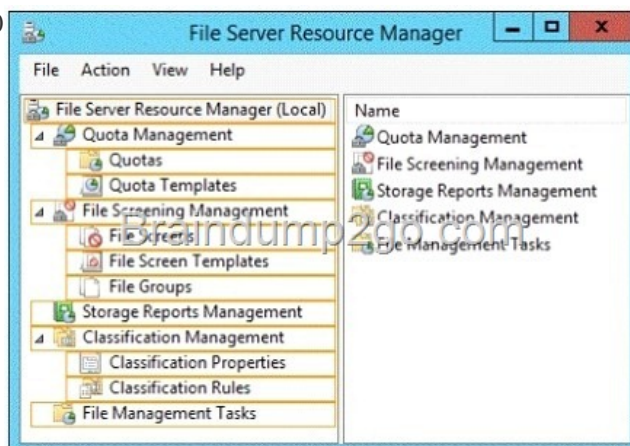 File Server Resource Manager
File Action View Help
File Server Resource Manager (Local)
Quota Management
Quotas
Quota Templates
File Screening Management
File Screens
File Screen Templates
File Groups
Storage Reports Management
Classification Management
Classification Properties
Classification Rules
File Management Tasks
Name
Quota Management
File Screening Management
Storage Reports Management
Classification Management
File Management Tasks
Braindump2go.com